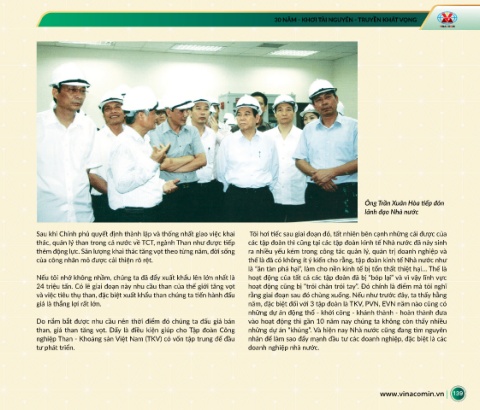 30 NĂM - KHƠI TÀI NGUYÊN - TRUYỀN KHÁT VỌNG
Ông Trần Xuân Hòa tiếp đón
lãnh đạo Nhà nước
Sau khi Chính phủ quyết định thành lập và thống nhất giao việc khai
thác, quản lý than trong cả nước về TCT, ngành Than như được tiếp
thêm động lực. Sản lượng khai thác tăng vọt theo từng năm, đời sống
của công nhân mỏ được cải thiện rõ rệt.
Nếu tôi nhớ không nhầm, chúng ta đã đẩy xuất khẩu lên lớn nhất là
24 triệu tấn. Có lẽ giai đoạn này nhu cầu than của thế giới tăng vọt
và việc tiêu thụ than, đặc biệt xuất khẩu than chúng ta tiến hành đấu
giá là thắng lợi rất lớn.
Do nắm bắt được nhu cầu nên thời điểm đó chúng ta đấu giá bán
than, giá than tăng vọt. Đấy là điều kiện giúp cho Tập đoàn Công
nghiệp Than - Khoáng sản Việt Nam (TKV) có vốn tập trung để đầu
tư phát triển.
Tôi hơi tiếc sau giai đoạn đó, tất nhiên bên cạnh những cái được của
các tập đoàn thì cũng tại các tập đoàn kinh tế Nhà nước đã nảy sinh
ra nhiều yếu kém trong công tác quản lý, quản trị doanh nghiệp và
thế là đã có không ít ý kiến cho rằng, tập đoàn kinh tế Nhà nước như
là "ăn tàn phá hại", làm cho nền kinh tế bị tổn thất thiệt hại... Thế là
hoạt động của tất cả các tập đoàn đã bị "bóp lại" và vì vậy lĩnh vực
hoạt động cũng bị "trói chân trói tay". Đó chính là điểm mà tôi nghĩ
rằng giai đoạn sau đó chùng xuống. Nếu như trước đây, ta thấy hằng
năm, đặc biệt đối với 3 tập đoàn là TKV, PVN, EVN năm nào cũng có
những dự án động thổ - khởi công - khánh thành - hoàn thành đưa
vào hoạt động thì gần 10 năm nay chúng ta không còn thấy nhiều
những dự án "khủng". Và hiện nay Nhà nước cũng đang tìm nguyên
nhân để làm sao đẩy mạnh đầu tư các doanh nghiệp, đặc biệt là các
doanh nghiệp nhà nước.
www.vinacomin.vn | 139